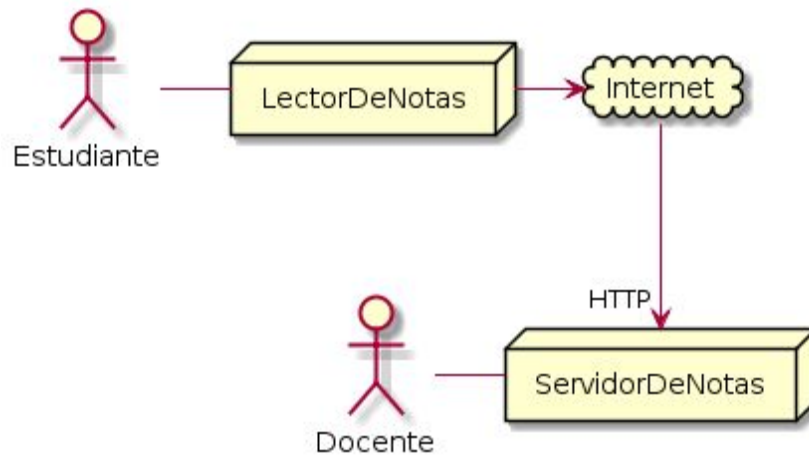 LectorDeNotas
Internet
Estudiante
HTTP
ServidorDeNotas
Docente